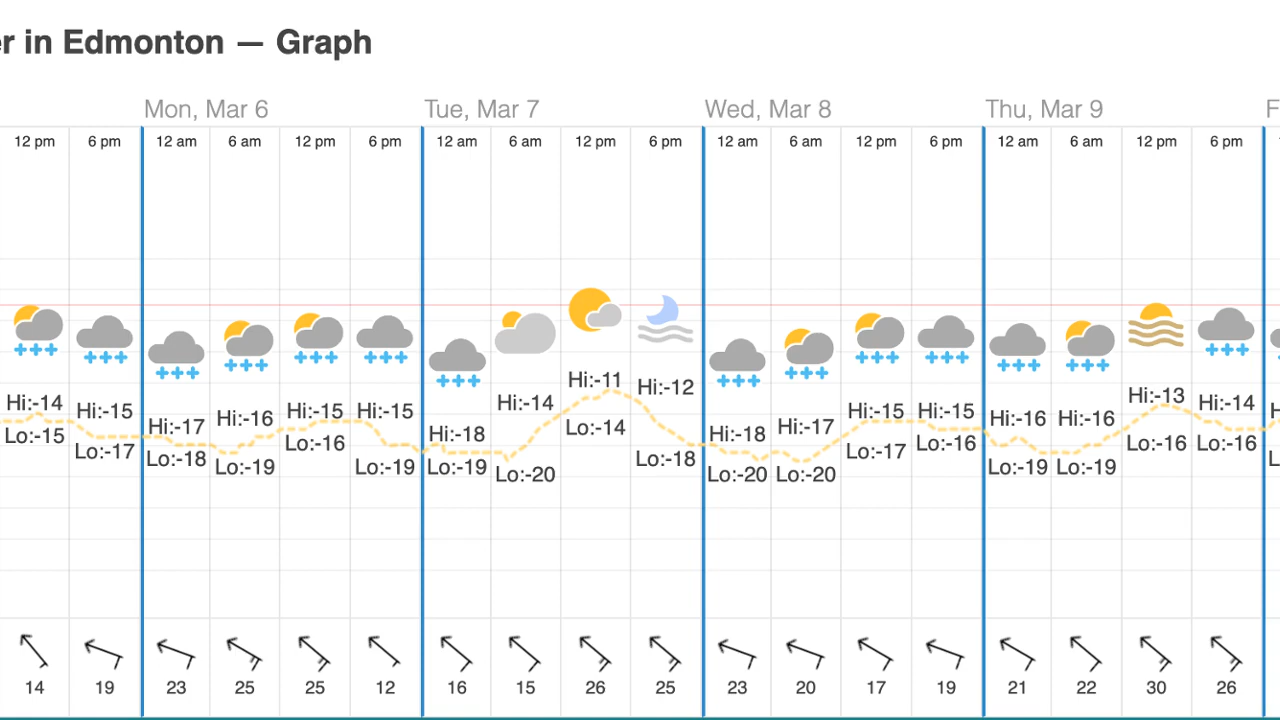 r in Edmonton — Graph
Mon, Mar 6 Tue, Mar 7 Wed, Mar 8 Thu, Mar 9 F
12 pm 6 pm 12 am 6 am 12 pm 6 pm 12 am 6 am 12 pm 6 pm 12 am 6 am 12 pm 6 pm 12 am 6 am 12 pm 6 pm
Hi:-14 Hi:-15 Hi:-17 Hi:-16 Hi:-15 Hi:-15 Hi:-18 Hi:-14 Hi:-11 Hi:-12 Hi:-18 Hi:-17 Hi:-15 Hi:-15 Hi:-16 Hi:-16 Hi:-13 Hi:-14
Lo:-15 Lo:-17 Lo:-18 Lo:-19 Lo:-16 Lo:-19 Lo:-19 Lo:-20 Lo:-14 Lo:-18 Lo:-20 Lo:-20 Lo:-17 Lo:-16 Lo:-19 Lo:-19 Lo:-16 Lo:-16
14 19 23 25 25 12 16 15 26 25 23 20 17 19 21 22 30 26